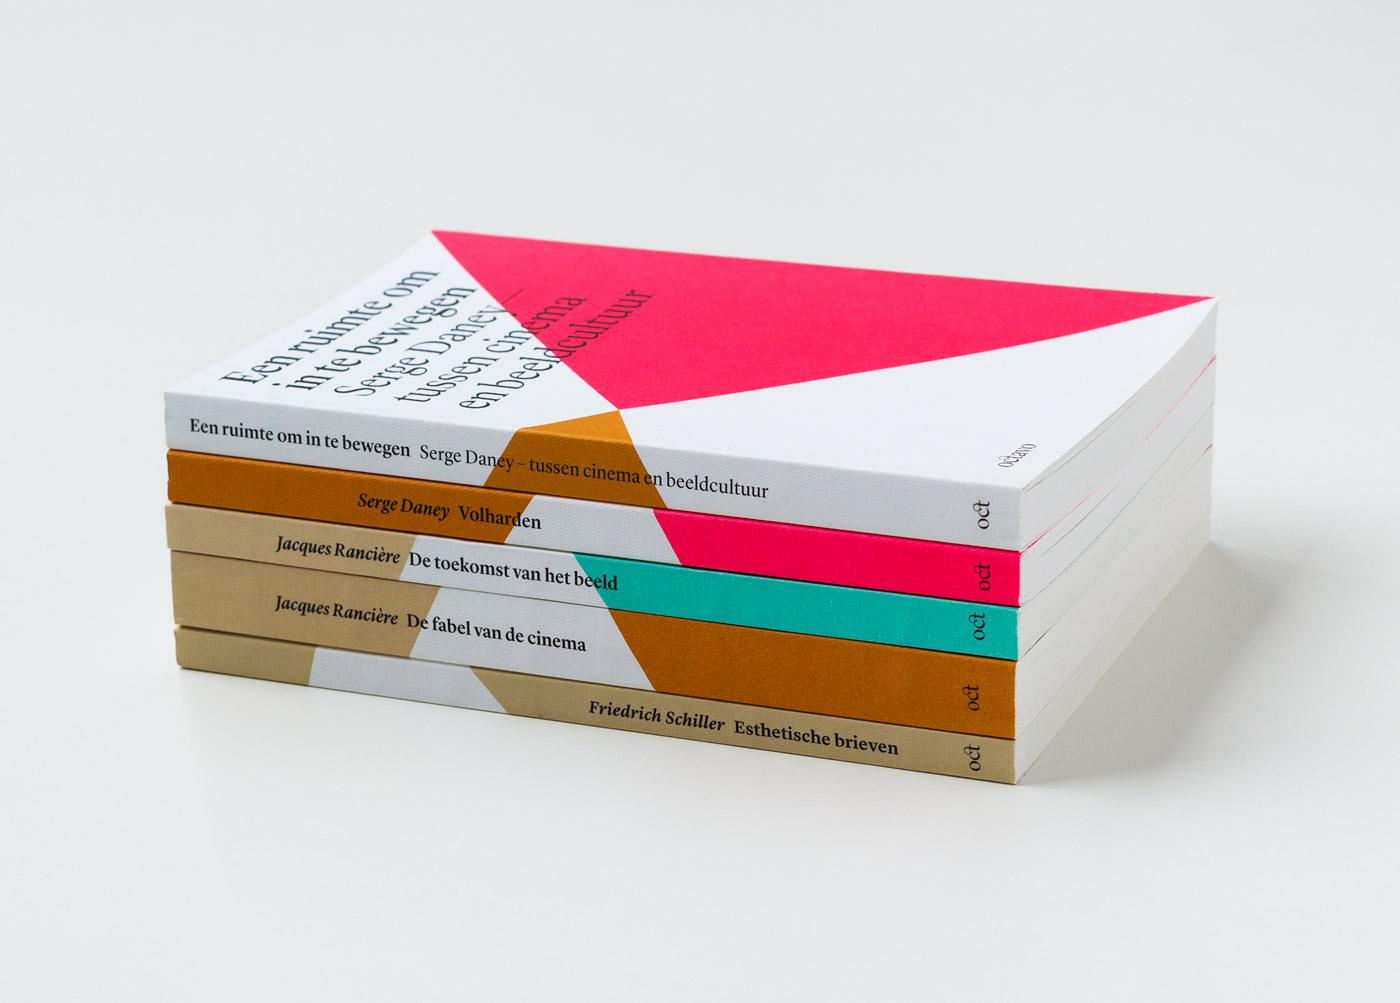 Een ruimte om
in te bewegen
Serge Daney –
tussen cinema
en beeldcultuur
octavo
Een ruimte om in te bewegen Serge Daney – tussen cinema en beeldcultuur oct
Serge Daney Volharden oct
Jacques Rancière De toekomst van het beeld oct
Jacques Rancière De fabel van de cinema oct
Friedrich Schiller Esthetische brieven oct